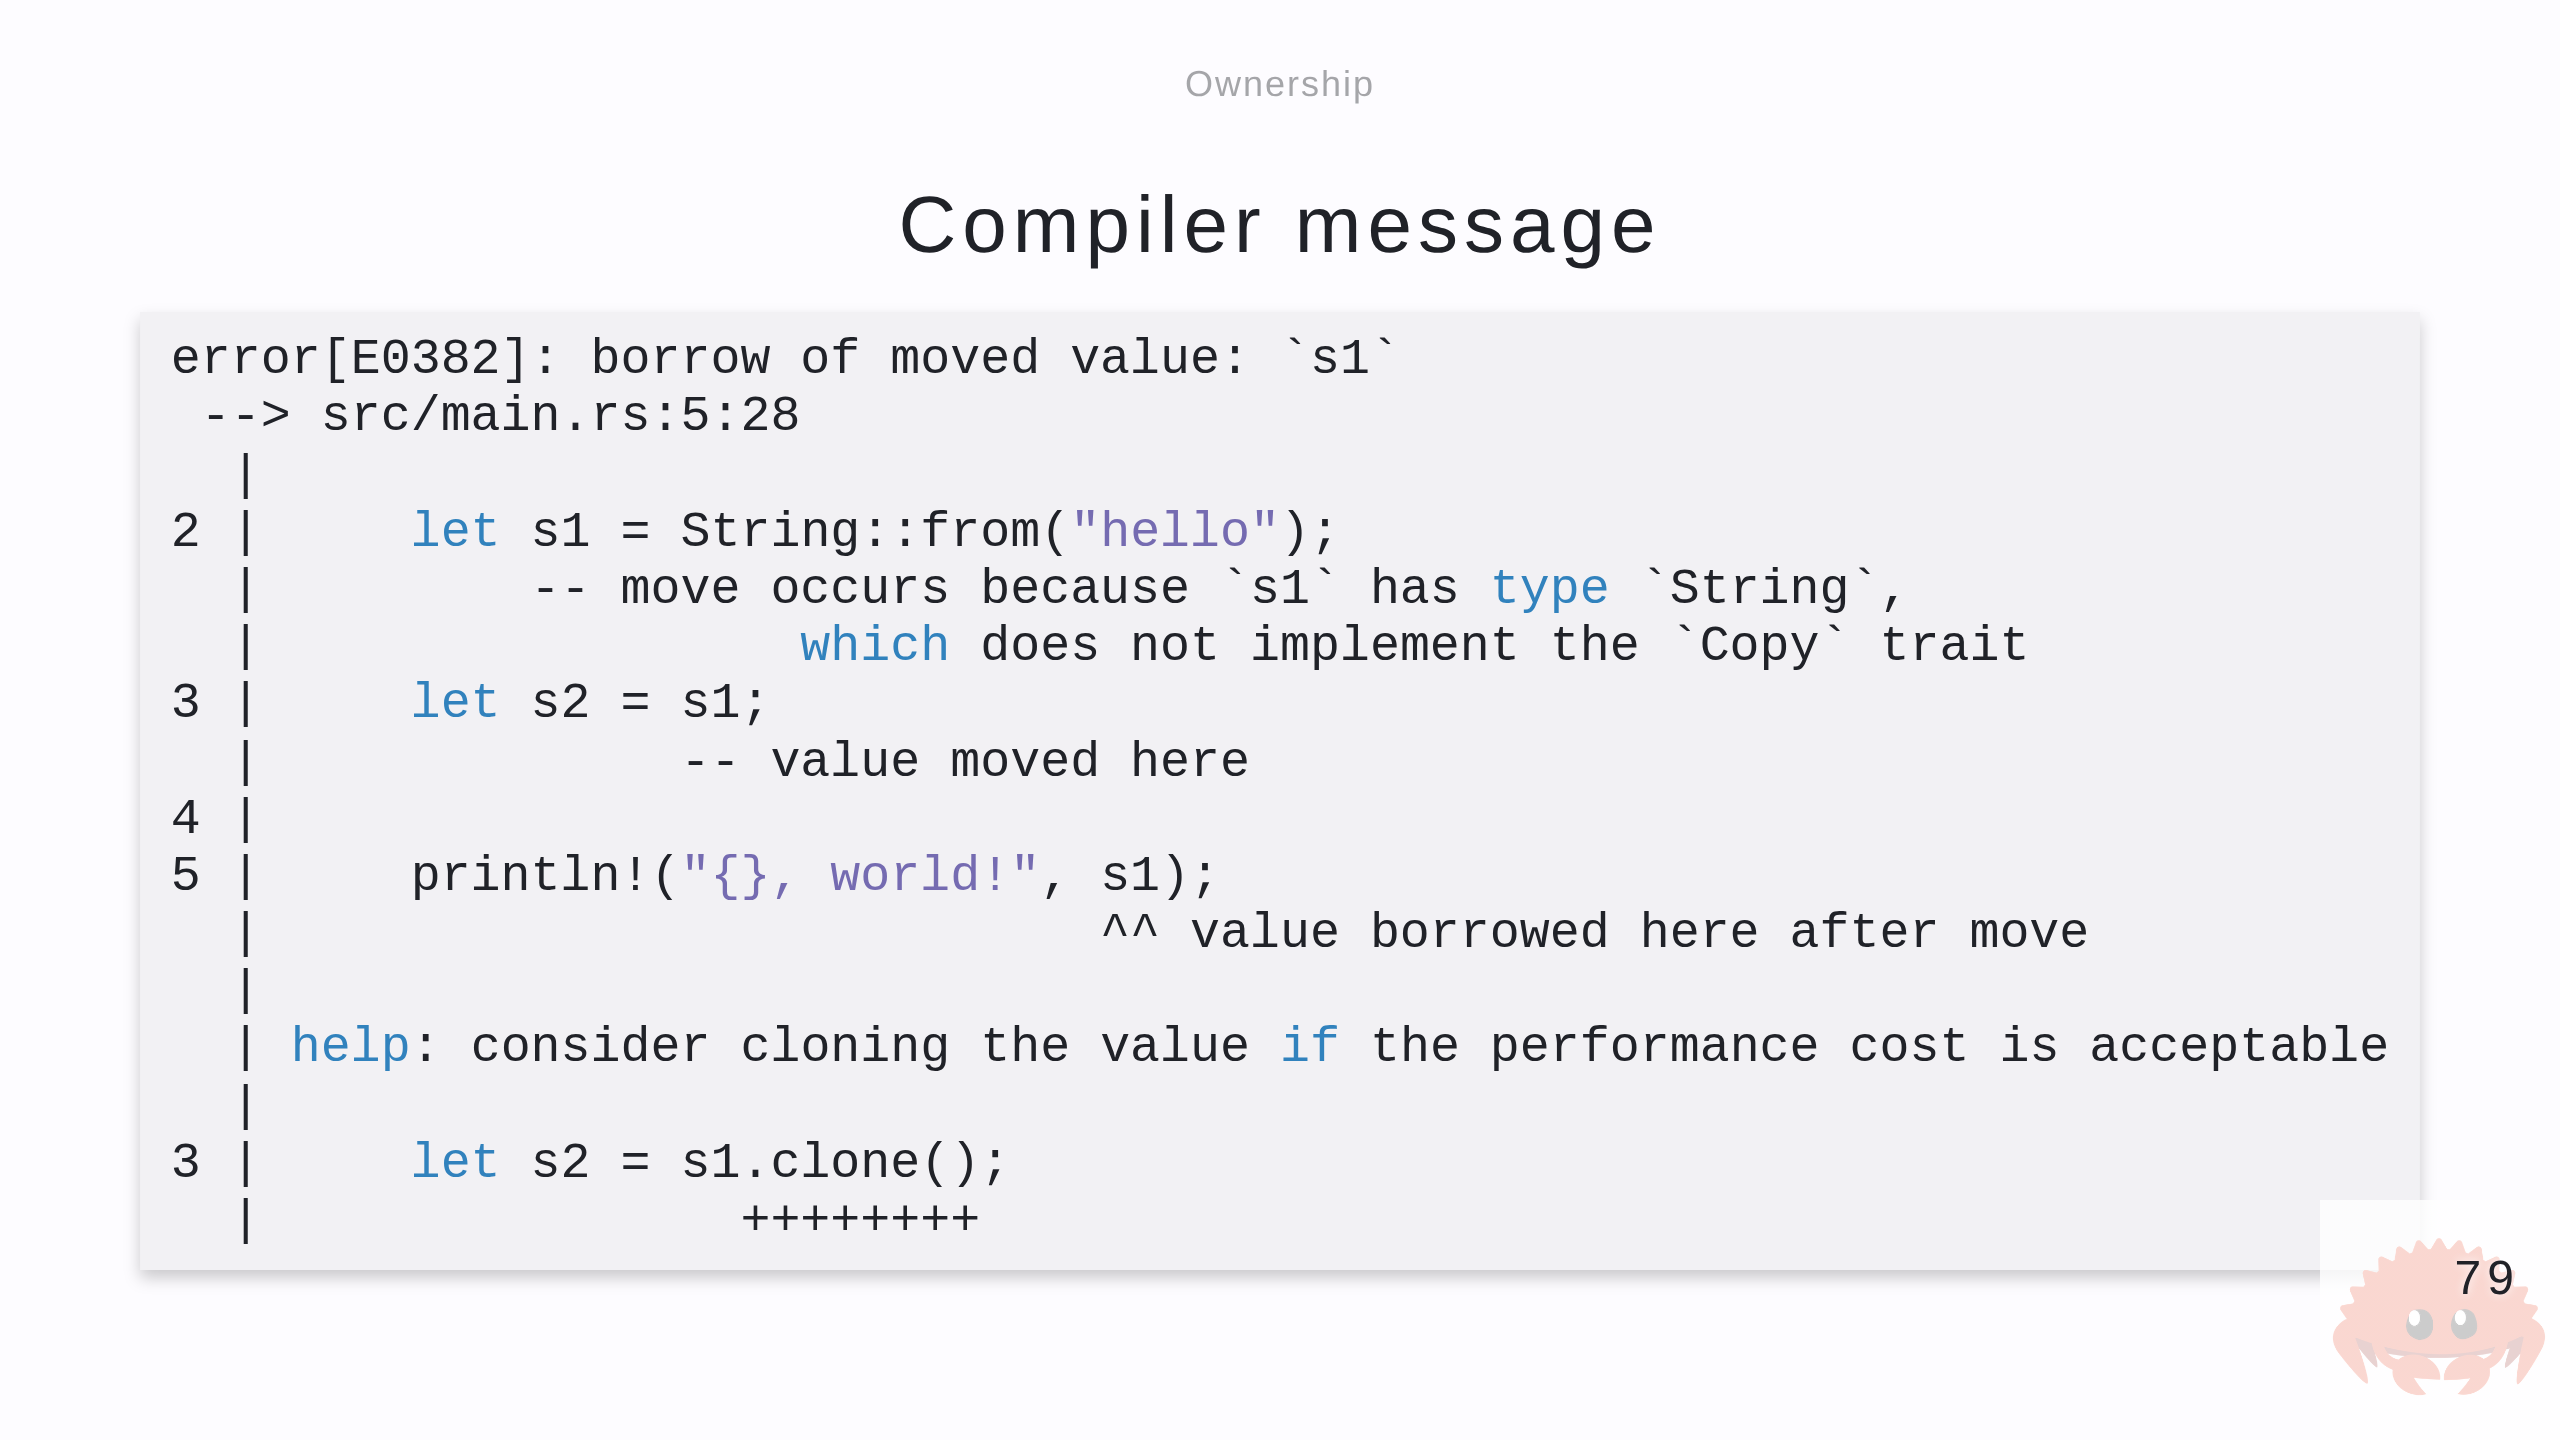 Ownership
Compiler message
error[E0382]: borrow of moved value: `s1`
 --> src/main.rs:5:28
  |
2 |     let s1 = String::from("hello");
  |         -- move occurs because `s1` has type `String`,
  |                  which does not implement the `Copy` trait
3 |     let s2 = s1;
  |              -- value moved here
4 |
5 |     println!("{}, world!", s1);
  |                            ^^ value borrowed here after move
  |
  | help: consider cloning the value if the performance cost is acceptable
  |
3 |     let s2 = s1.clone();
  |                ++++++++
79